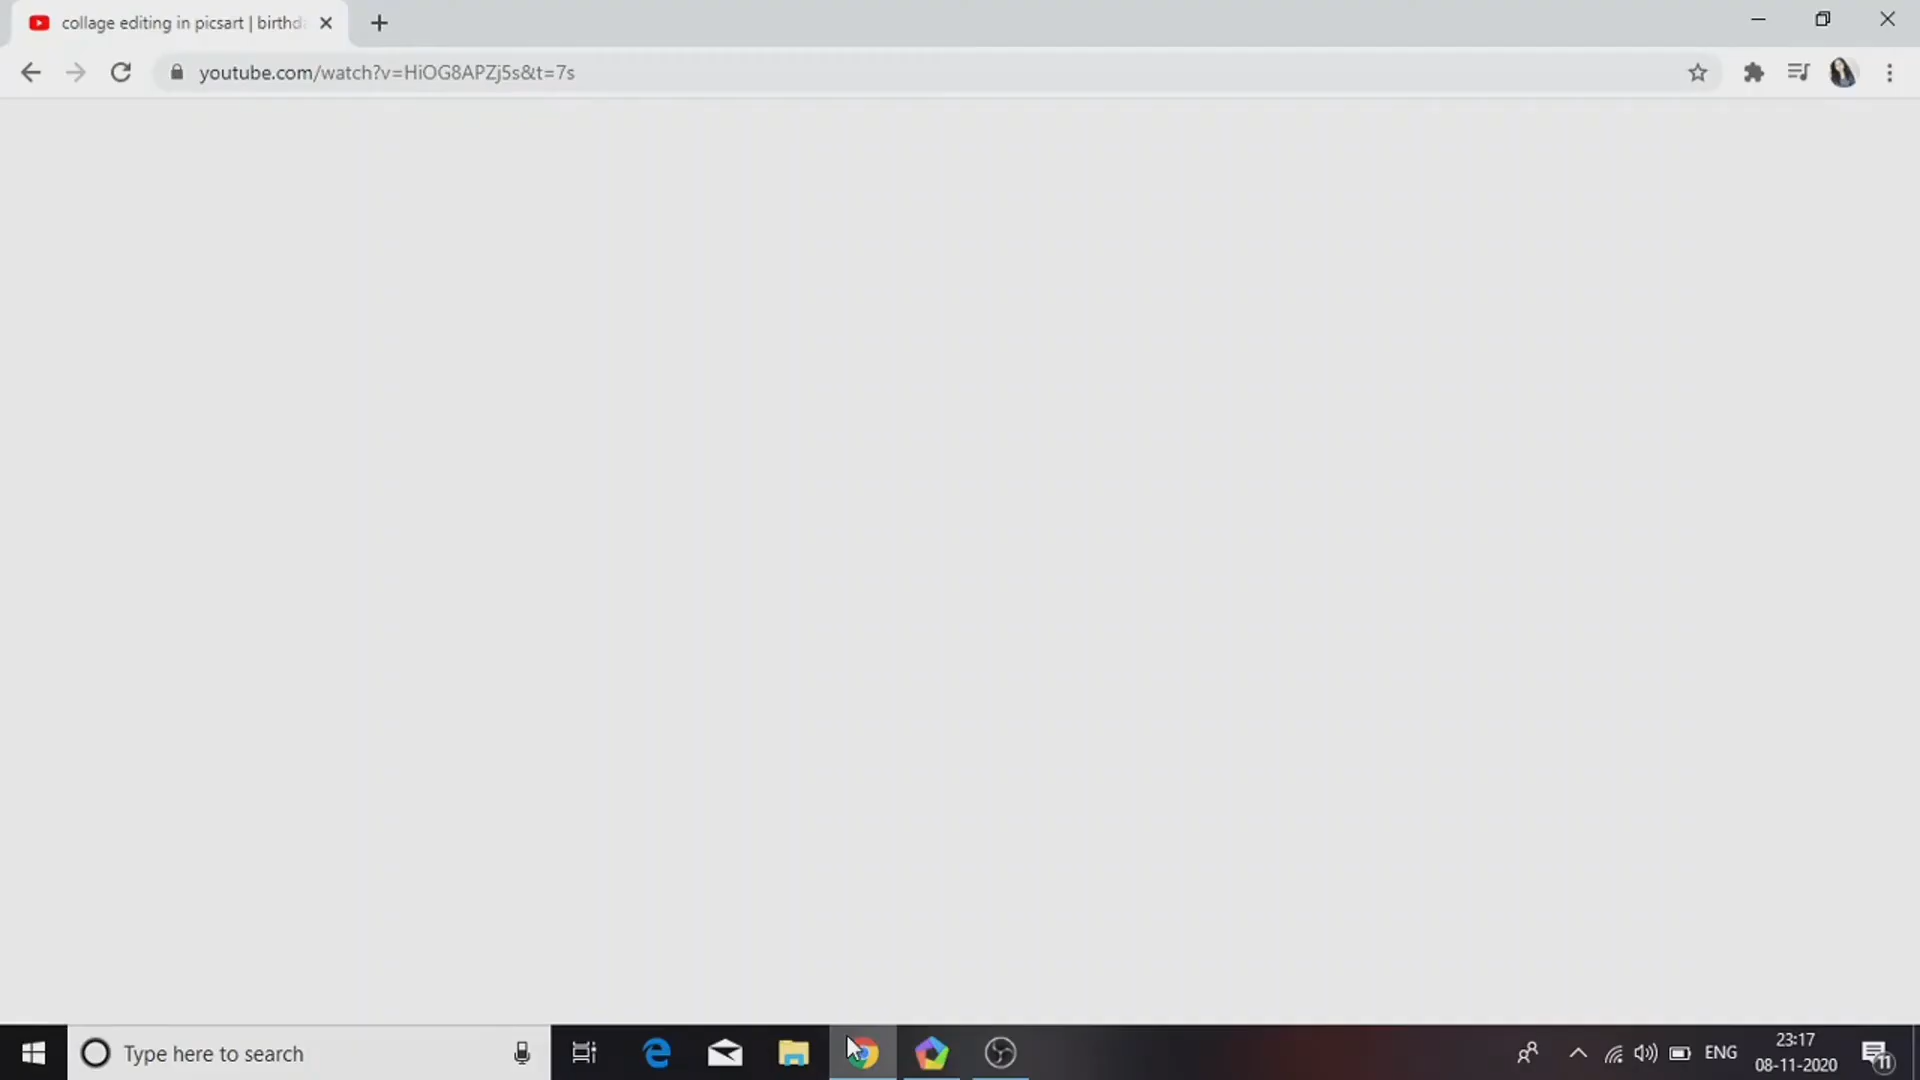 collage editing in picsart | birthd
youtube.com/watch?v=HiOG8APZj5s&t=7s
Type here to search
ENG
23:17
08-11-2020
11